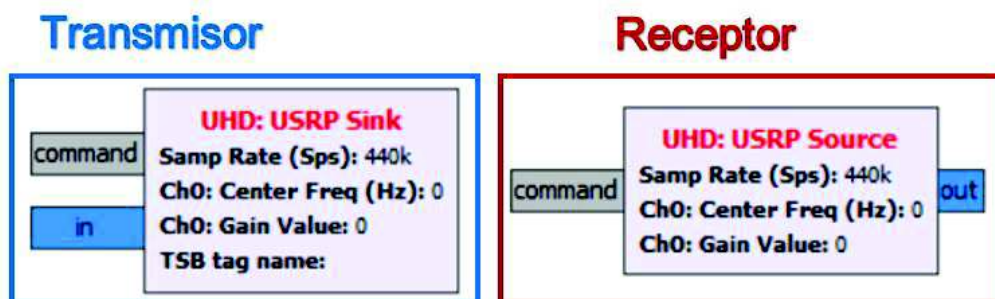 Transmisor
command
in
UHD: USRP Sink
Samp Rate (Sps): 440k
Ch0: Center Freq (Hz): 0
Ch0: Gain Value: 0
TSB tag name:
Receptor
command
UHD: USRP Source
Samp Rate (Sps): 440k
Ch0: Center Freq (Hz): 0
Ch0: Gain Value: 0
out